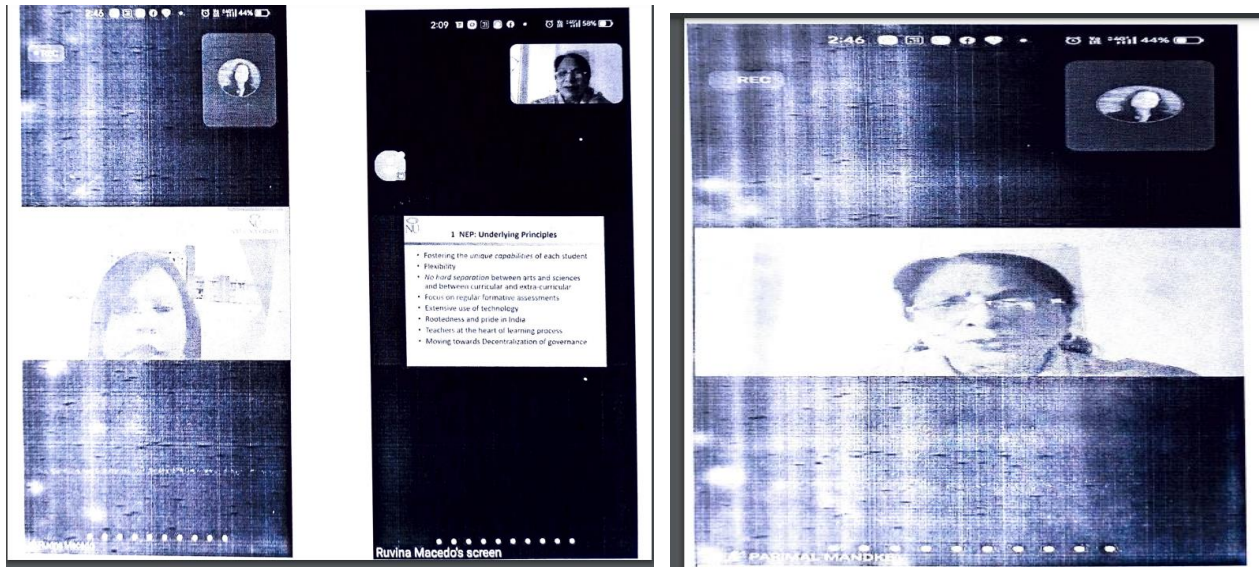 2:46 44%
REC
2:09 58%
NU
1 NEP: Underlying Principles
• Fostering the unique capabilities of each student
• Flexibility
• No hard separation between arts and sciences
and between curricular and extra-curricular
• Focus on regular formative assessments
• Extensive use of technology
• Rootedness and pride in India
• Teachers at the heart of learning process
• Moving towards Decentralization of governance
Ruvina Macedo's screen
2:46 44%
REC
PARIMAL